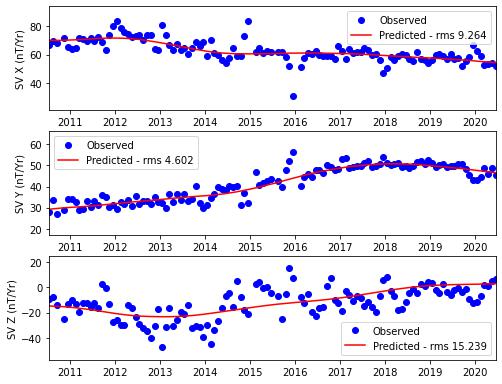 SV X (nT/Yr)
80
60
40
Observed
Predicted - rms 9.264
2011 2012 2013 2014 2015 2016 2017 2018 2019 2020
SV Y (nT/Yr)
60
50
40
30
20
Observed
Predicted - rms 4.602
2011 2012 2013 2014 2015 2016 2017 2018 2019 2020
SV Z (nT/Yr)
20
0
−20
−40
Observed
Predicted - rms 15.239
2011 2012 2013 2014 2015 2016 2017 2018 2019 2020